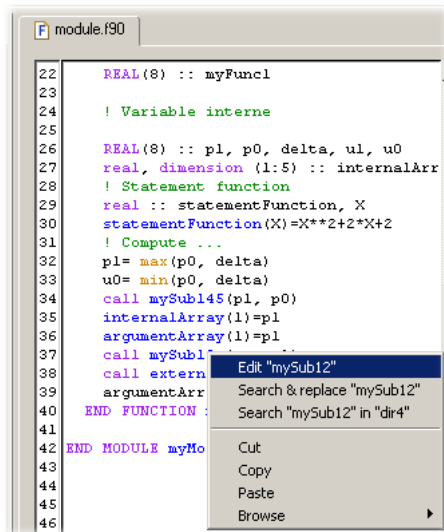 module.f90
22 REAL(8) :: myFunc1
23
24 ! Variable interne
25
26 REAL(8) :: p1, p0, delta, u1, u0
27 real, dimension (1:5) :: internalArr
28 ! Statement function
29 real :: statementFunction, X
30 statementFunction(X)=X**2+2*X+2
31 ! Compute ...
32 p1= max(p0, delta)
33 u0= min(p0, delta)
34 call mySub145(p1, p0)
35 internalArray(1)=p1
36 argumentArray(1)=p1
37 call mySub1
38 call extern
39 argumentArr
40 END FUNCTION
41
42 END MODULE myMo
43
44
45
46
Edit "mySub12"
Search & replace "mySub12"
Search "mySub12" in "dir4"
Cut
Copy
Paste
Browse